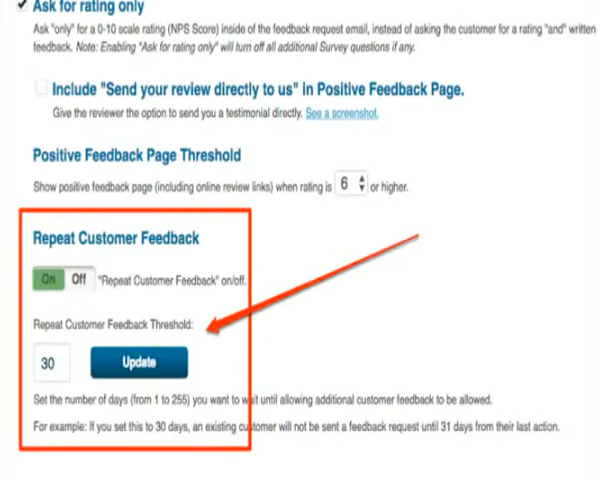 Ask for rating only
Ask "only" for a 0-10 scale rating (NPS Score) inside of the feedback request email, instead of asking the customer for a rating "and" written
feedback. Note: Enabling "Ask for rating only" will turn off all additional Survey questions if any.
Include "Send your review directly to us" in Positive Feedback Page.
Give the reviewer the option to send you a testimonial directly. See a screenshot.
Positive Feedback Page Threshold
Show positive feedback page (including online review links) when rating is 6 or higher.
Repeat Customer Feedback
On Off "Repeat Customer Feedback" on/off.
Repeat Customer Feedback Threshold:
30 Update
Set the number of days (from 1 to 255) you want to wait until allowing additional customer feedback to be allowed.
For example: If you set this to 30 days, an existing customer will not be sent a feedback request until 31 days from their last action.